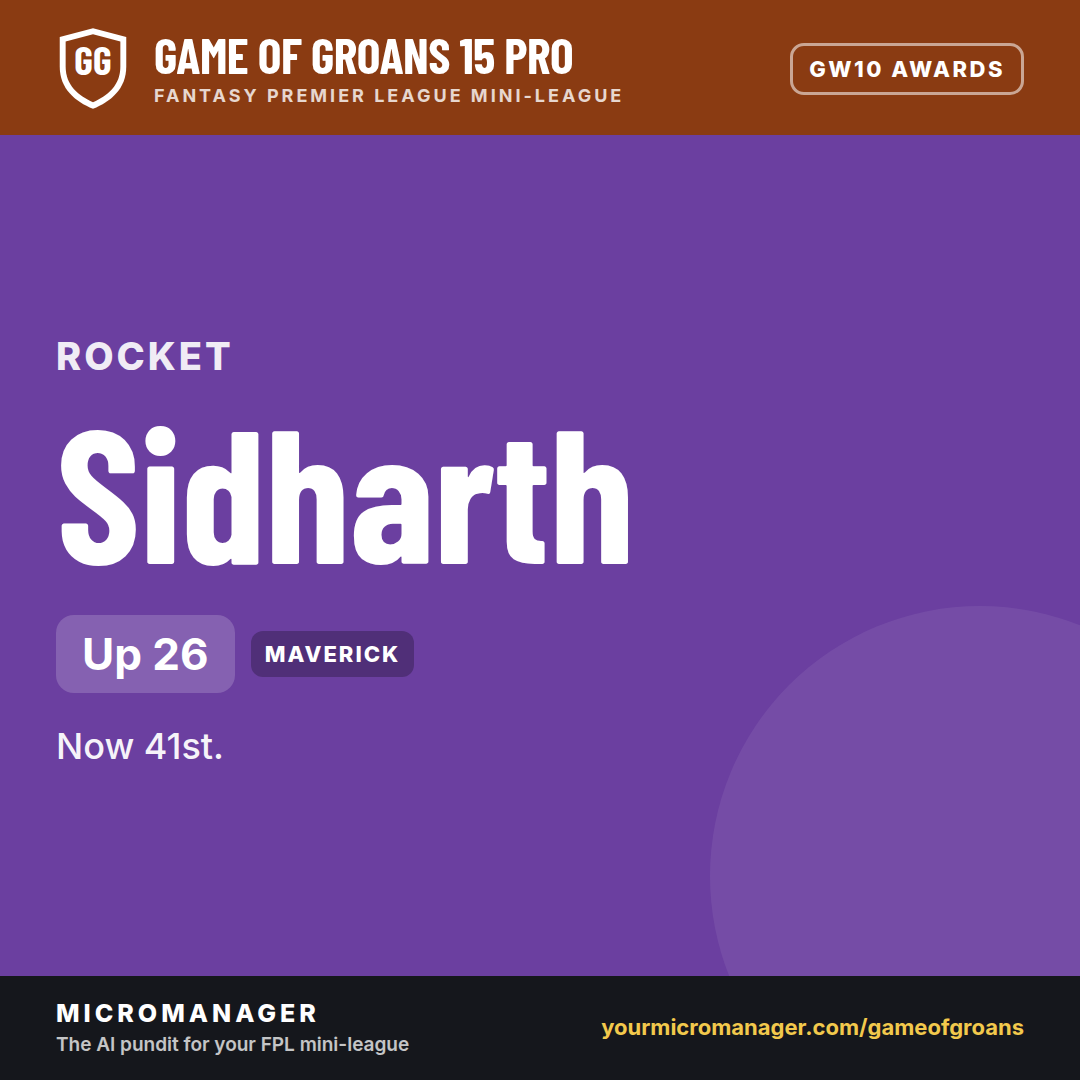 GG
GAME OF GROANS 15 PRO
FANTASY PREMIER LEAGUE MINI-LEAGUE
GW10 AWARDS
ROCKET
Sidharth
Up 26
MAVERICK
Now 41st.
MICROMANAGER
The AI pundit for your FPL mini-league
yourmicromanager.com/gameofgroans